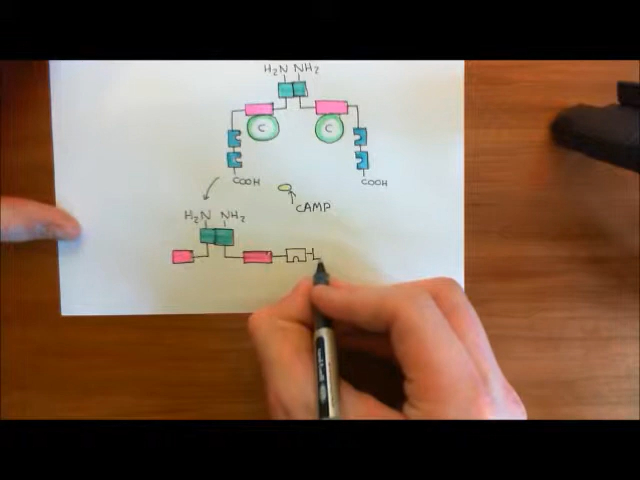 H₂N NH₂
C C
COOH COOH
cAMP
H₂N NH₂